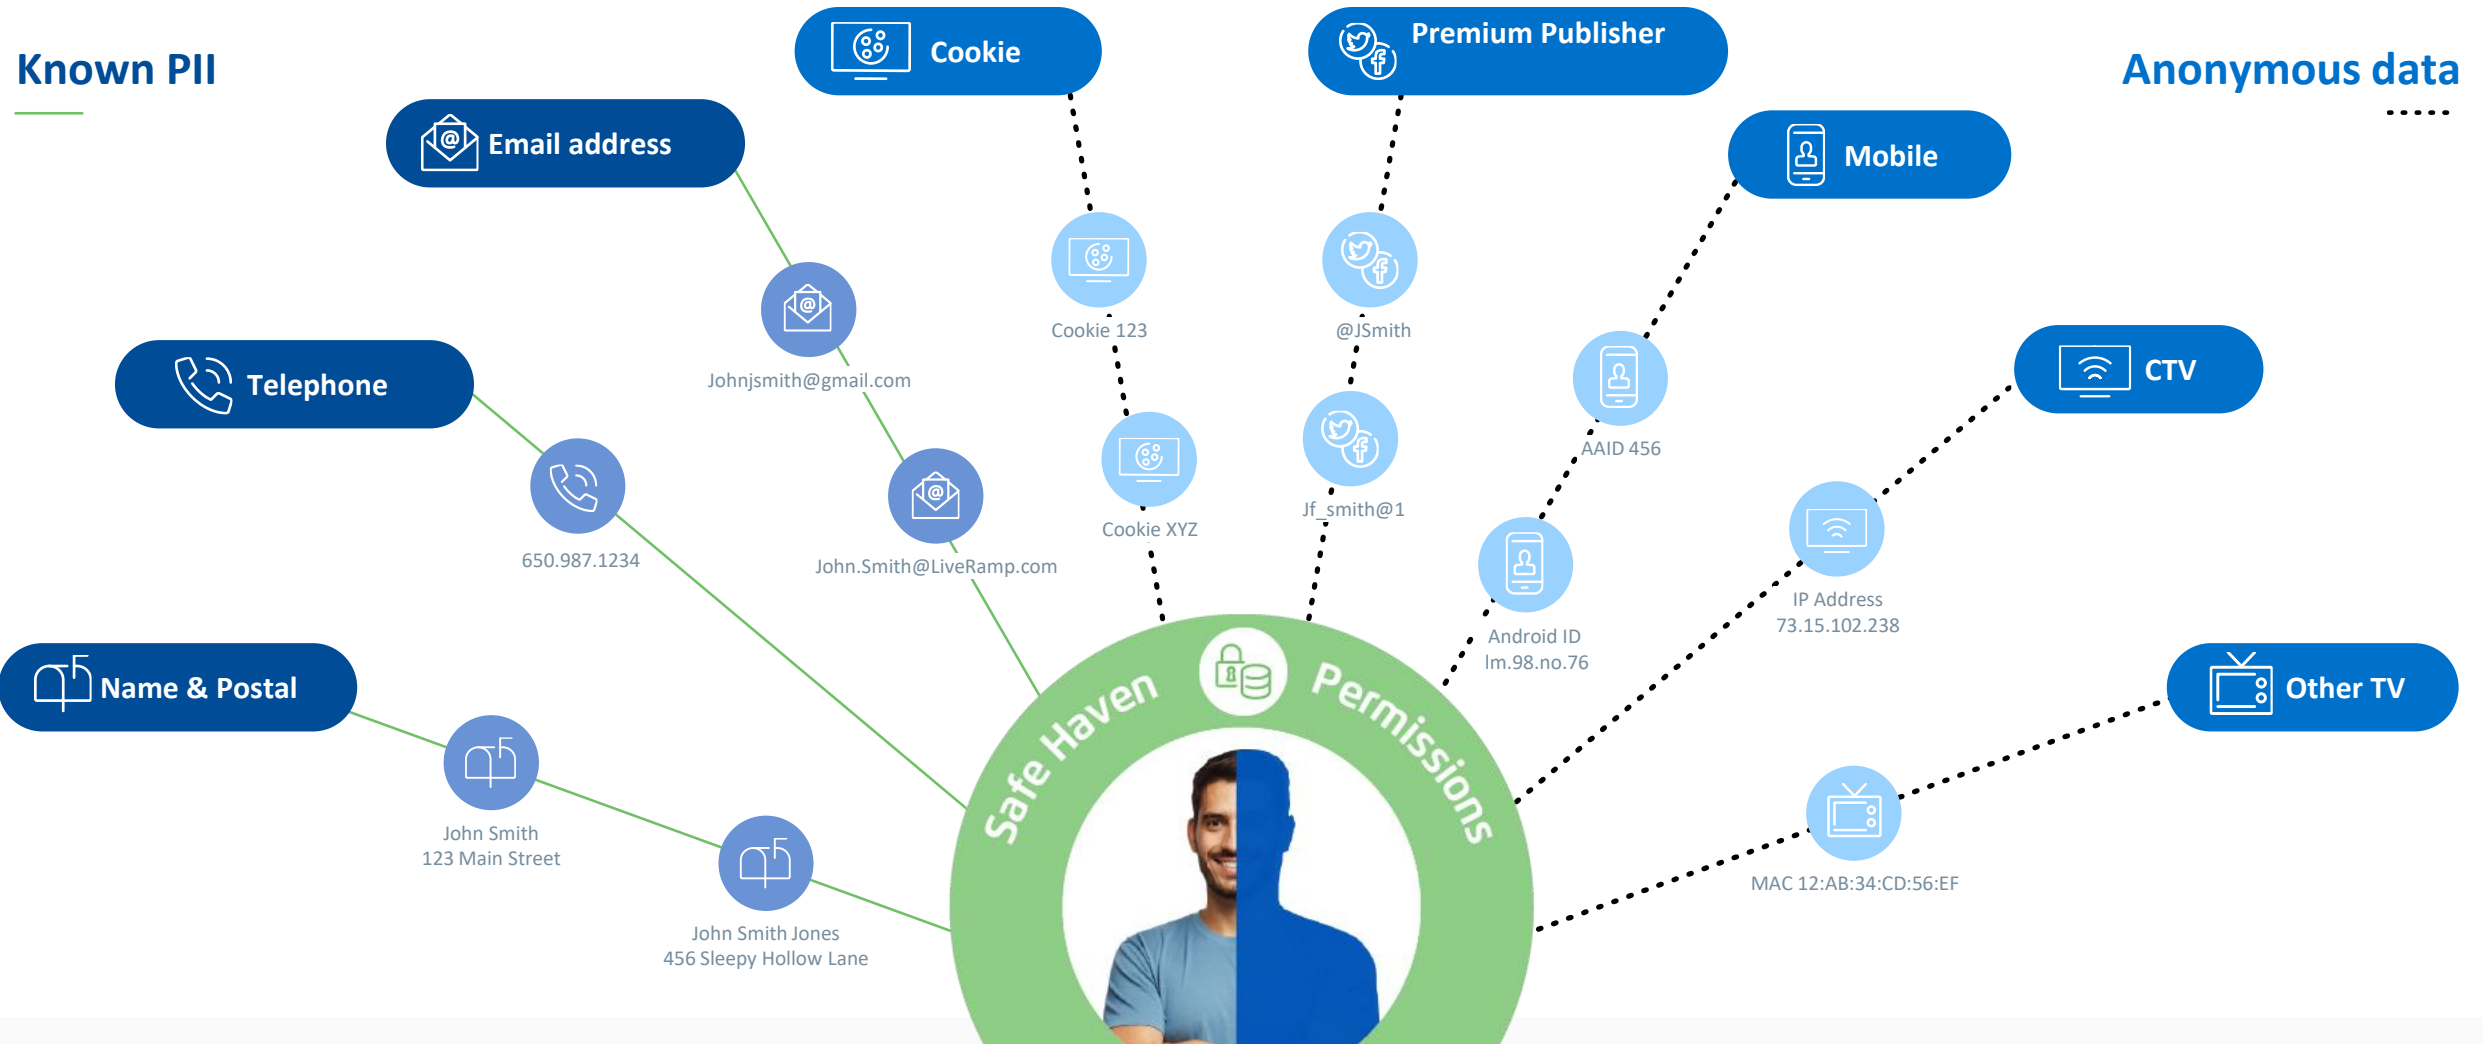 Known PII
Anonymous data
Cookie
Premium Publisher
Email address
Mobile
Telephone
CTV
Name & Postal
Other TV
Cookie 123
@JSmith
Johnjsmith@gmail.com
AAID 456
Cookie XYZ
Jf_smith@1
650.987.1234
John.Smith@LiveRamp.com
IP Address
73.15.102.238
Android ID
lm.98.no.76
John Smith
123 Main Street
MAC 12:AB:34:CD:56:EF
John Smith Jones
456 Sleepy Hollow Lane
Safe Haven
Permissions